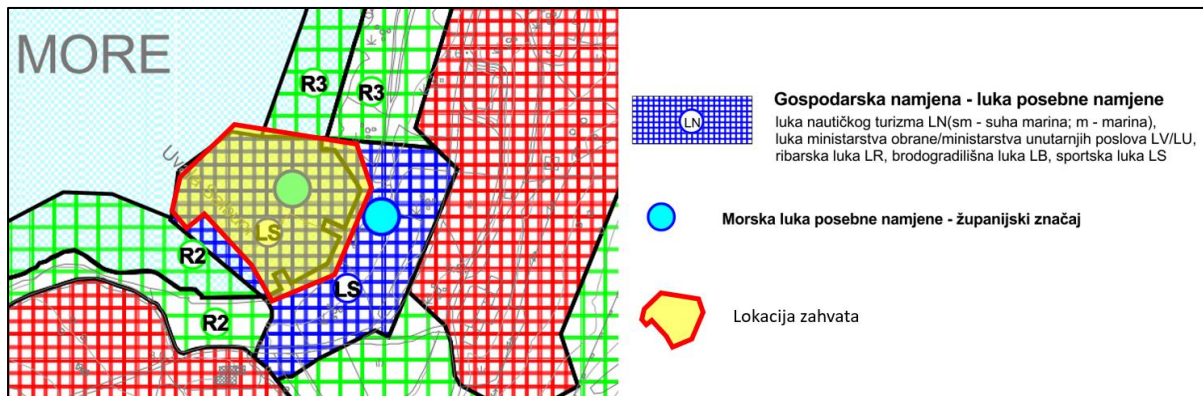 MORE
R3
R3
LS
R2
LS
R2
LN
Gospodarska namjena - luka posebne namjene
luka nautičkog turizma LN(sm - suha marina; m - marina),
luka ministarstva obrane/ministarstva unutarnjih poslova LV/LU,
ribarska luka LR, brodogradilišna luka LB, sportska luka LS
Morska luka posebne namjene - županijski značaj
Lokacija zahvata